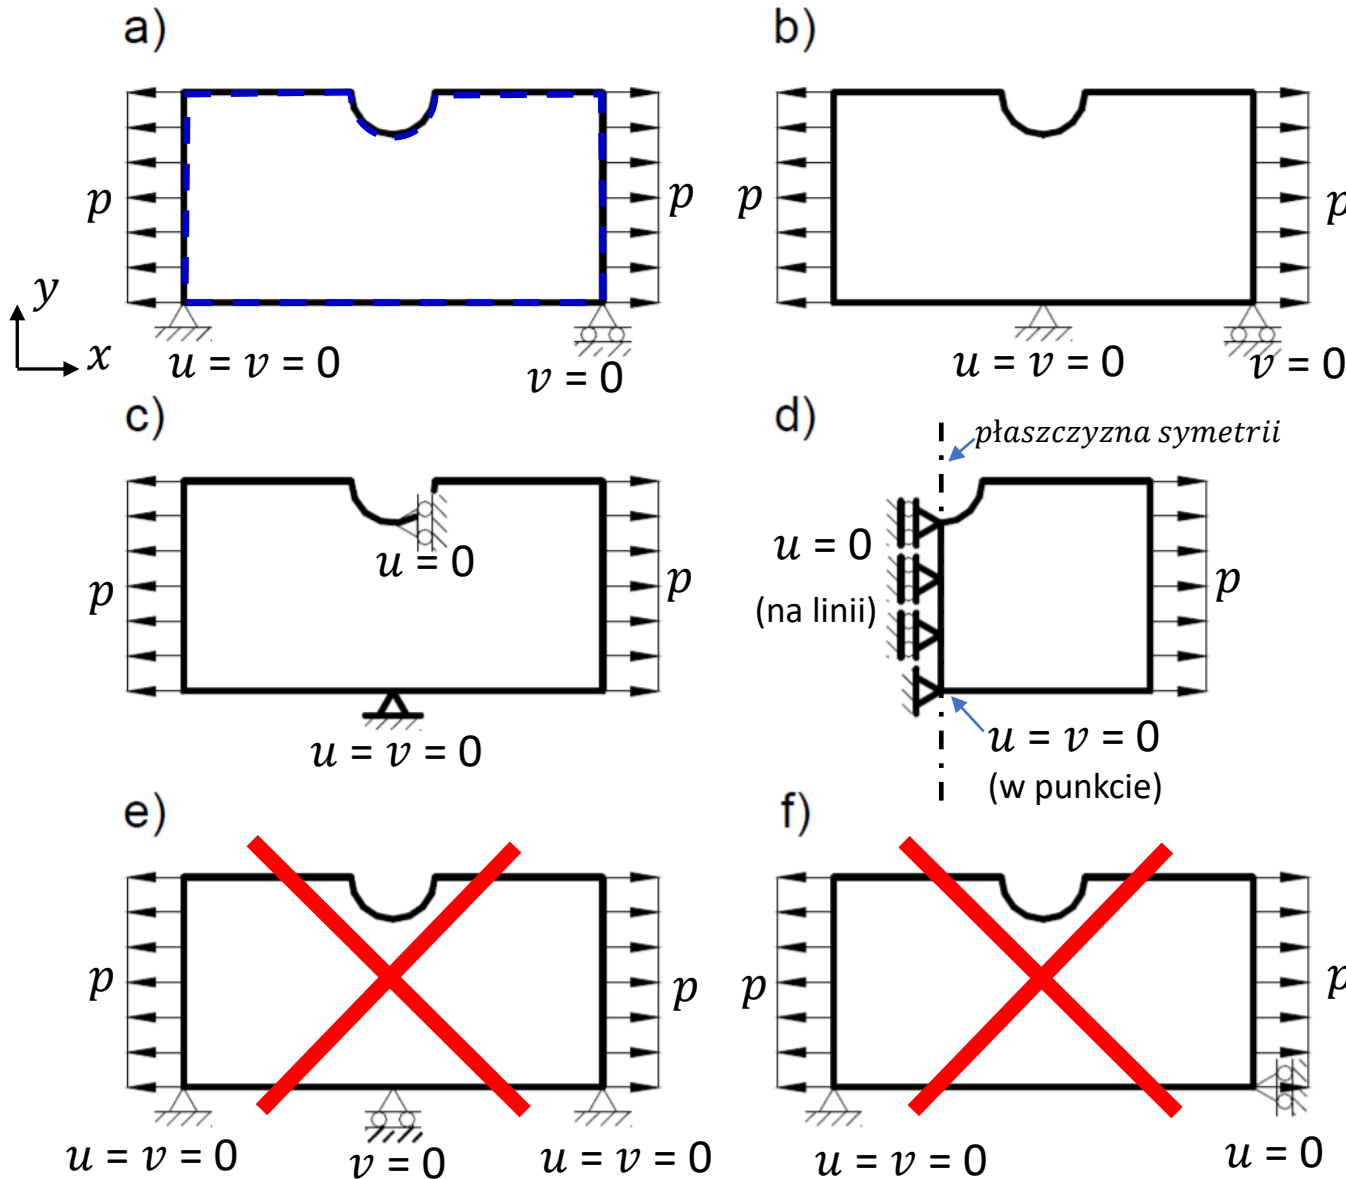 a)
b)
p
p
p
p
y
x
u = v = 0
v = 0
u = v = 0
v = 0
c)
d)
płaszczyzna symetrii
p
u = 0
p
u = 0
(na linii)
p
u = v = 0
u = v = 0
(w punkcie)
e)
f)
p
p
p
p
u = v = 0
v = 0
u = v = 0
u = v = 0
u = 0